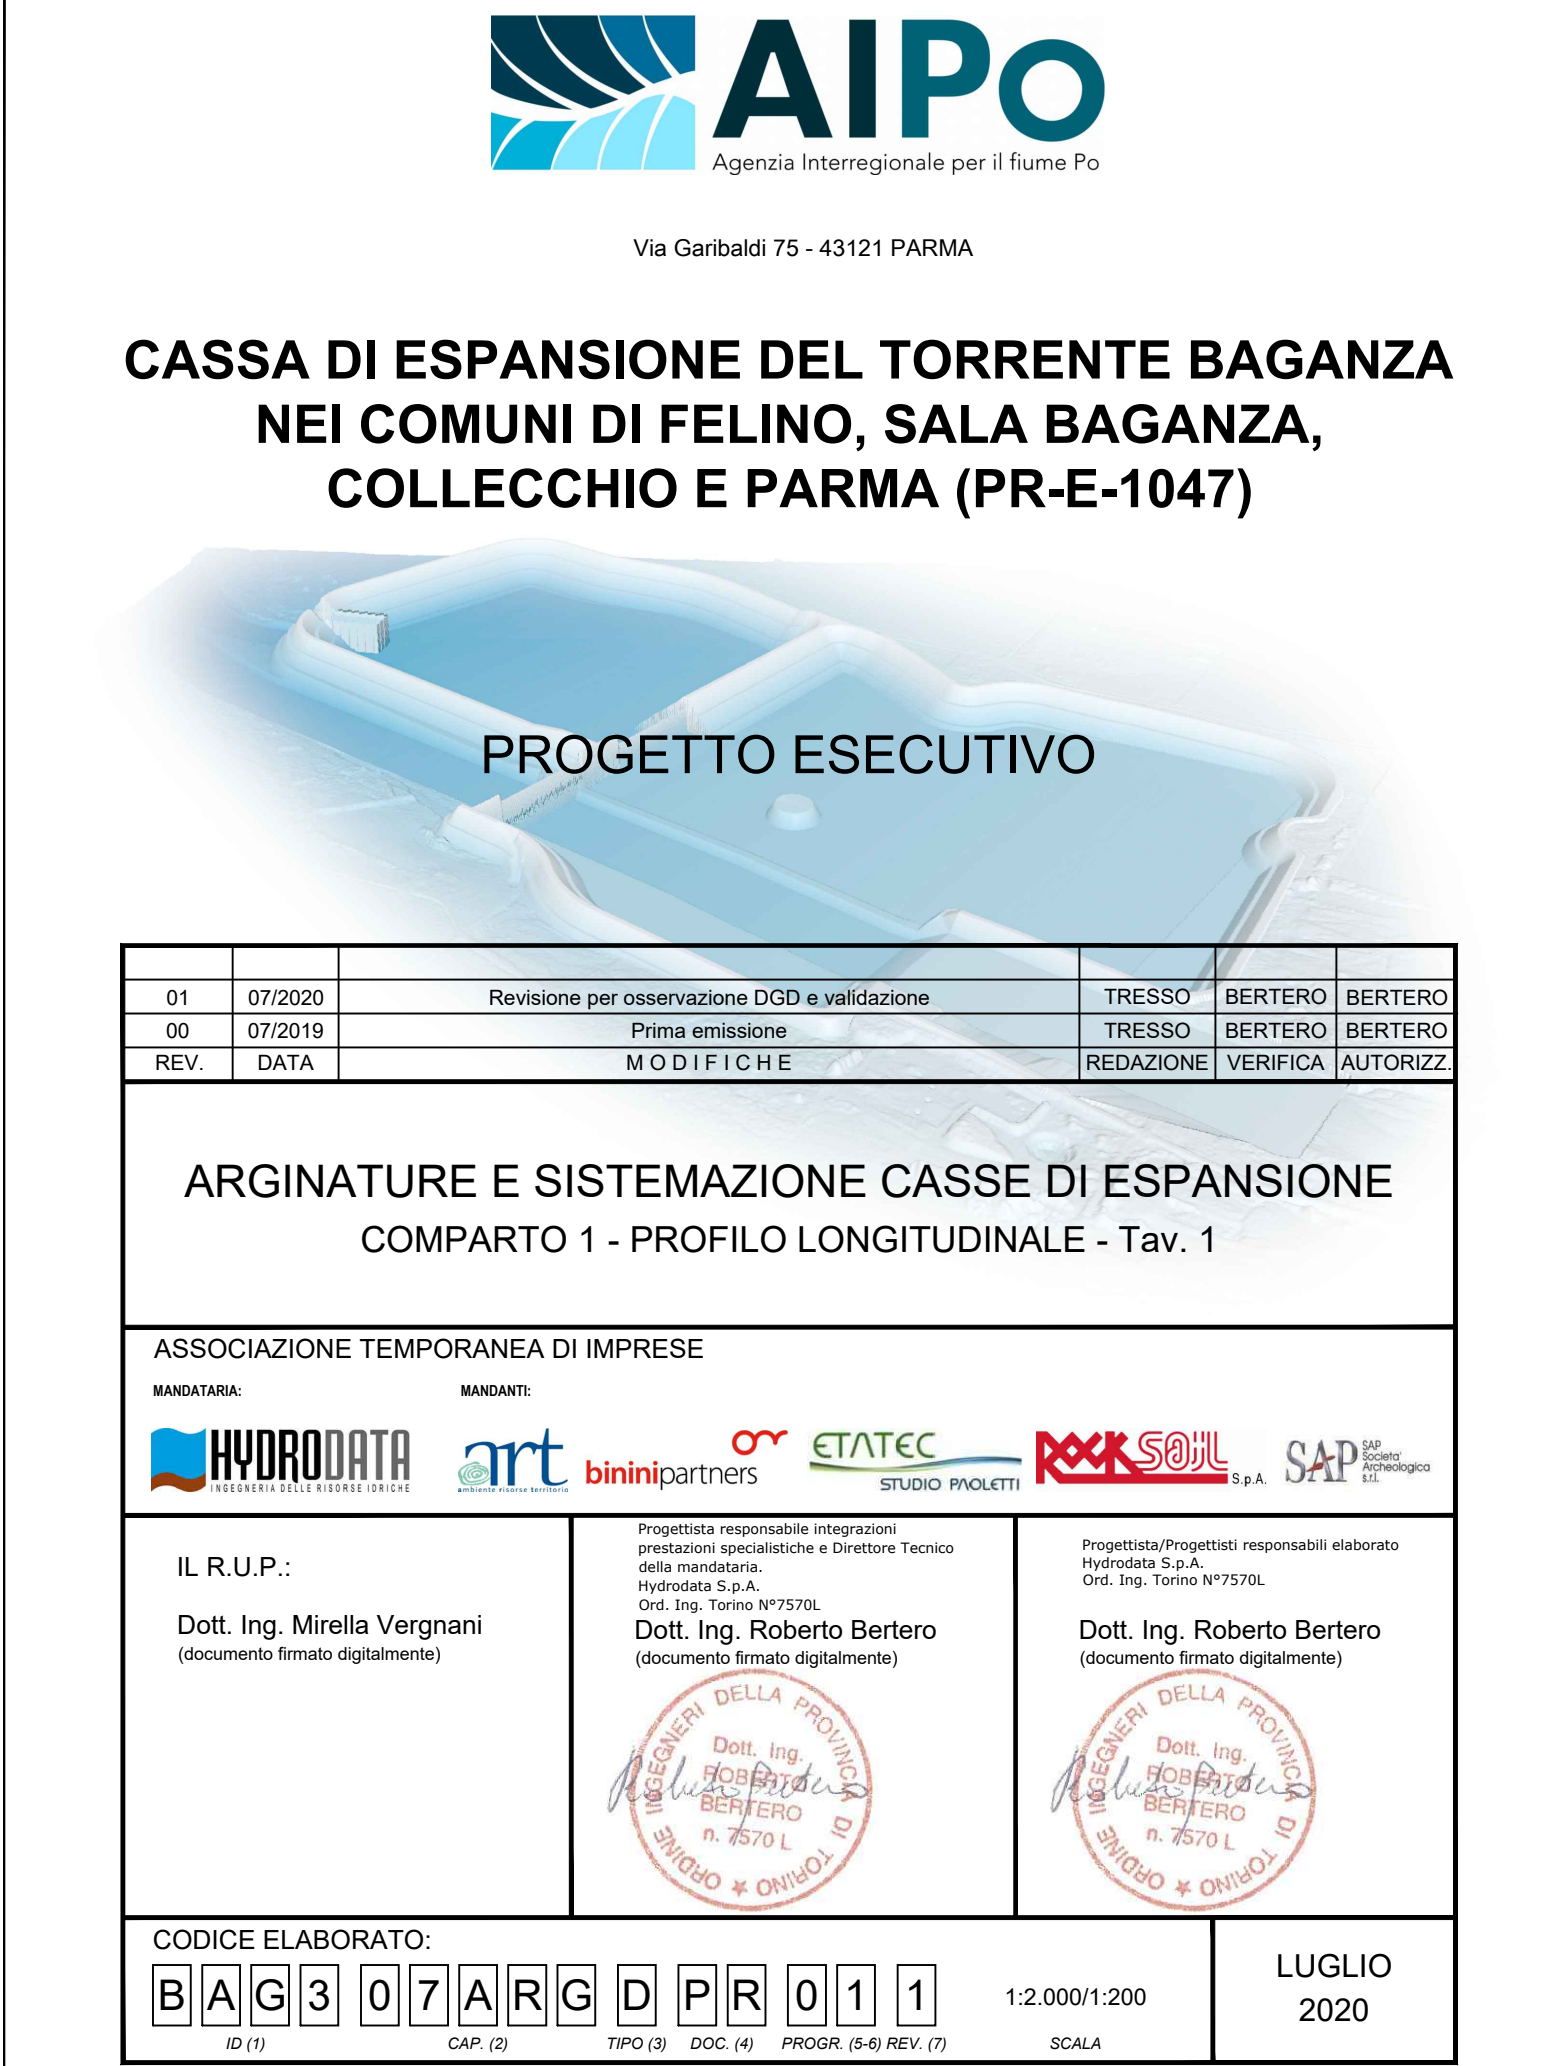 AIPo
Agenzia Interregionale per il fiume Po
Via Garibaldi 75 - 43121 PARMA
CASSA DI ESPANSIONE DEL TORRENTE BAGANZA
NEI COMUNI DI FELINO, SALA BAGANZA,
COLLECCHIO E PARMA (PR-E-1047)
PROGETTO ESECUTIVO
01 07/2020 Revisione per osservazione DGD e validazione TRESSO BERTERO BERTERO
00 07/2019 Prima emissione TRESSO BERTERO BERTERO
REV. DATA M O D I F I C H E REDAZIONE VERIFICA AUTORIZZ.
ARGINATURE E SISTEMAZIONE CASSE DI ESPANSIONE
COMPARTO 1 - PROFILO LONGITUDINALE - Tav. 1
ASSOCIAZIONE TEMPORANEA DI IMPRESE
MANDATARIA: MANDANTI:
HYDRODATA
INGEGNERIA DELLE RISORSE IDRICHE
art
ambiente risorse territorio
bininipartners
ETATEC
STUDIO PAOLETTI
ROCKSOIL S.p.A.
SAP
SAP
Societa'
Archeologica
s.r.l.
IL R.U.P.:
Dott. Ing. Mirella Vergnani
(documento firmato digitalmente)
Progettista responsabile integrazioni
prestazioni specialistiche e Direttore Tecnico
della mandataria.
Hydrodata S.p.A.
Ord. Ing. Torino N°7570L
Dott. Ing. Roberto Bertero
(documento firmato digitalmente)
ORDINE INGEGNERI DELLA PROVINCIA DI TORINO
Dott. Ing.
ROBERTO
BERTERO
n. 7570 L
Roberto Bertero
Progettista/Progettisti responsabili elaborato
Hydrodata S.p.A.
Ord. Ing. Torino N°7570L
Dott. Ing. Roberto Bertero
(documento firmato digitalmente)
ORDINE INGEGNERI DELLA PROVINCIA DI TORINO
Dott. Ing.
ROBERTO
BERTERO
n. 7570 L
Roberto Bertero
CODICE ELABORATO:
B A G 3 0 7 A R G D P R 0 1 1 1:2.000/1:200
ID (1) CAP. (2) TIPO (3) DOC. (4) PROGR. (5-6) REV. (7) SCALA
LUGLIO
2020